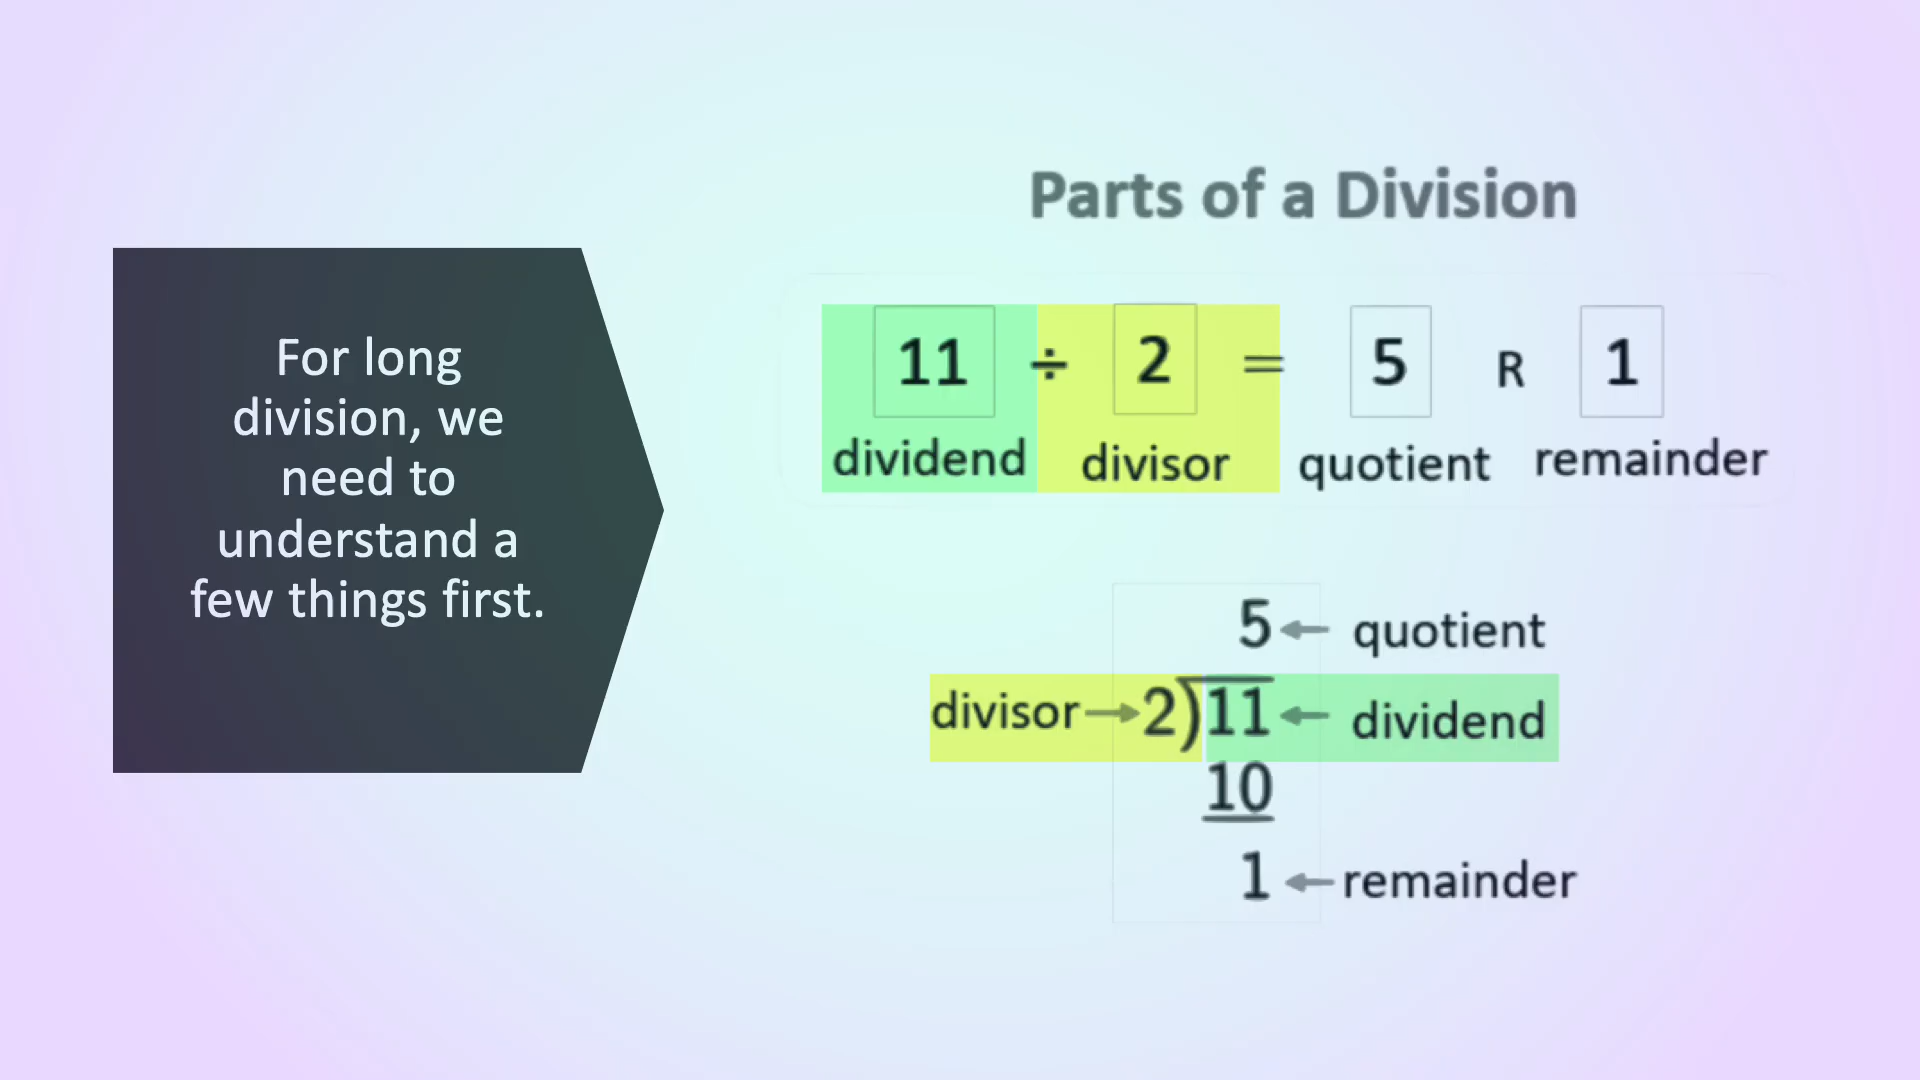 For long
division, we
need to
understand a
few things first.
Parts of a Division
11 ÷ 2 = 5 R 1
dividend divisor quotient remainder
5 quotient
divisor 2)11 dividend
10
1 remainder